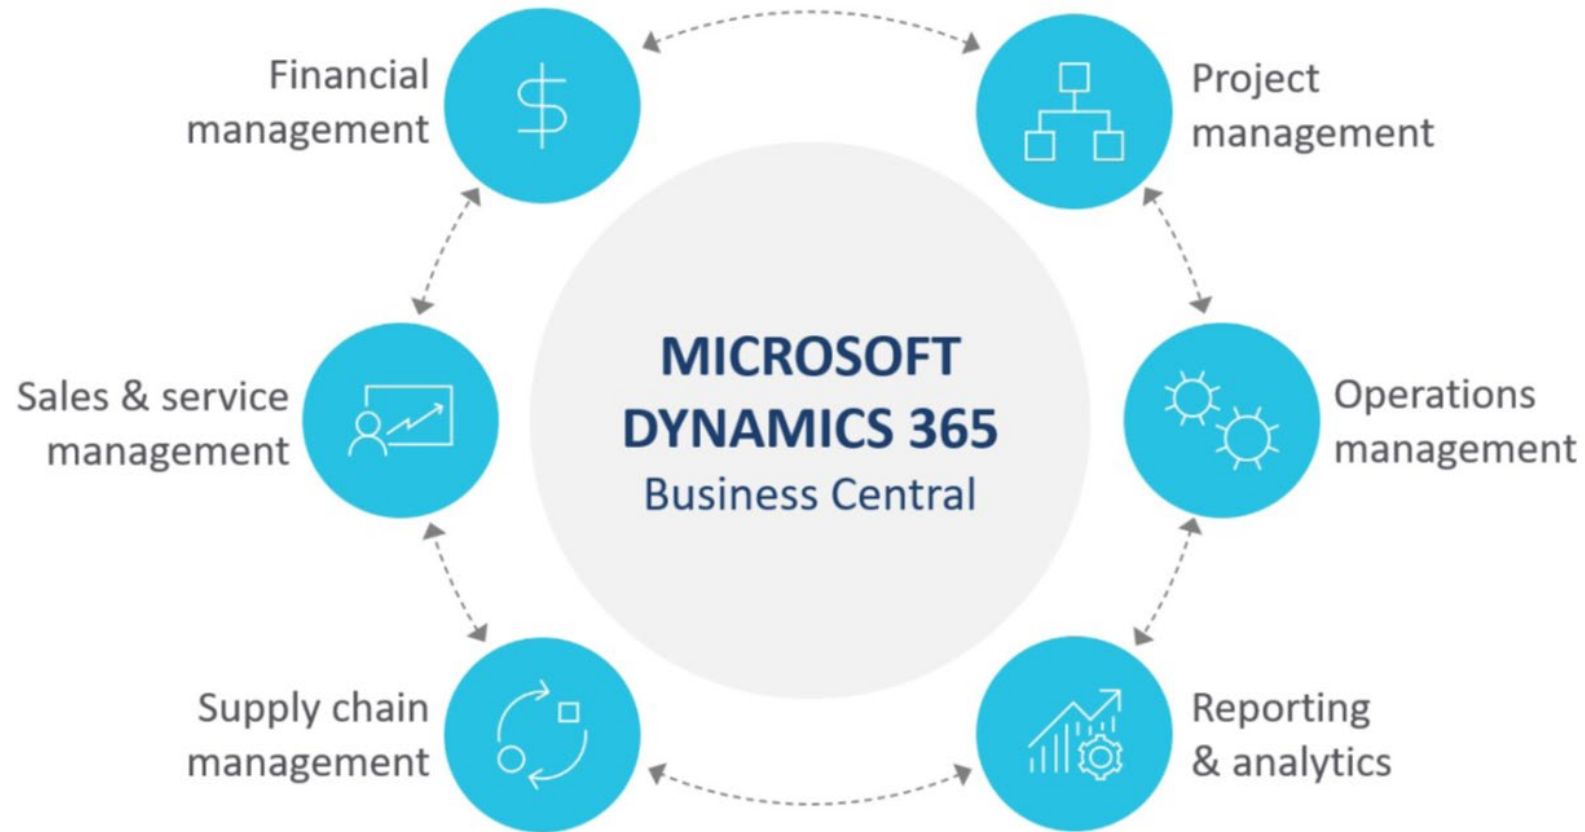 Financial
management
Project
management
Sales & service
management
MICROSOFT
DYNAMICS 365
Business Central
Operations
management
Supply chain
management
Reporting
& analytics